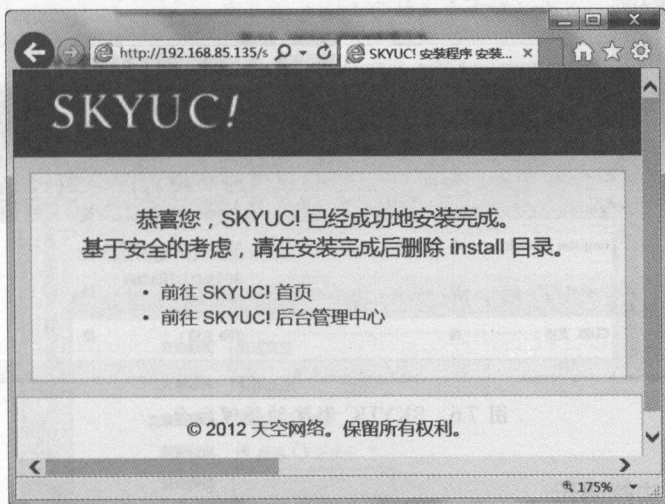 http://192.168.85.135/s
SKYUC! 安装程序 安装... ×
SKYUC!
恭喜您，SKYUC! 已经成功地安装完成。
基于安全的考虑，请在安装完成后删除 install 目录。
• 前往 SKYUC! 首页
• 前往 SKYUC! 后台管理中心
© 2012 天空网络。保留所有权利。
175%